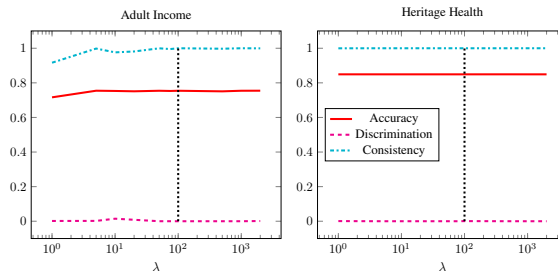 Adult Income
1
0.8
0.6
0.4
0.2
0
10^0
10^1
10^2
10^3
λ
Heritage Health
1
0.8
0.6
0.4
0.2
0
Accuracy
Discrimination
Consistency
10^0
10^1
10^2
10^3
λ